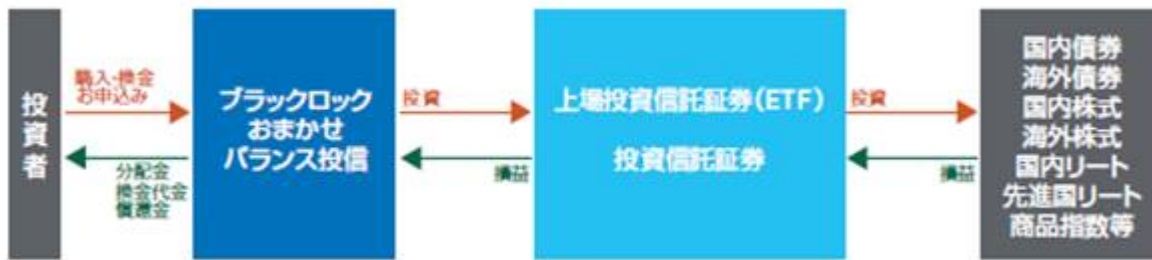 投資者
購入・換金
お申込み
分配金
換金代金
償還金
ブラックロック
おまかせ
バランス投信
投資
損益
上場投資信託証券(ETF)
投資信託証券
投資
損益
国内債券
海外債券
国内株式
海外株式
国内リート
先進国リート
商品指数等